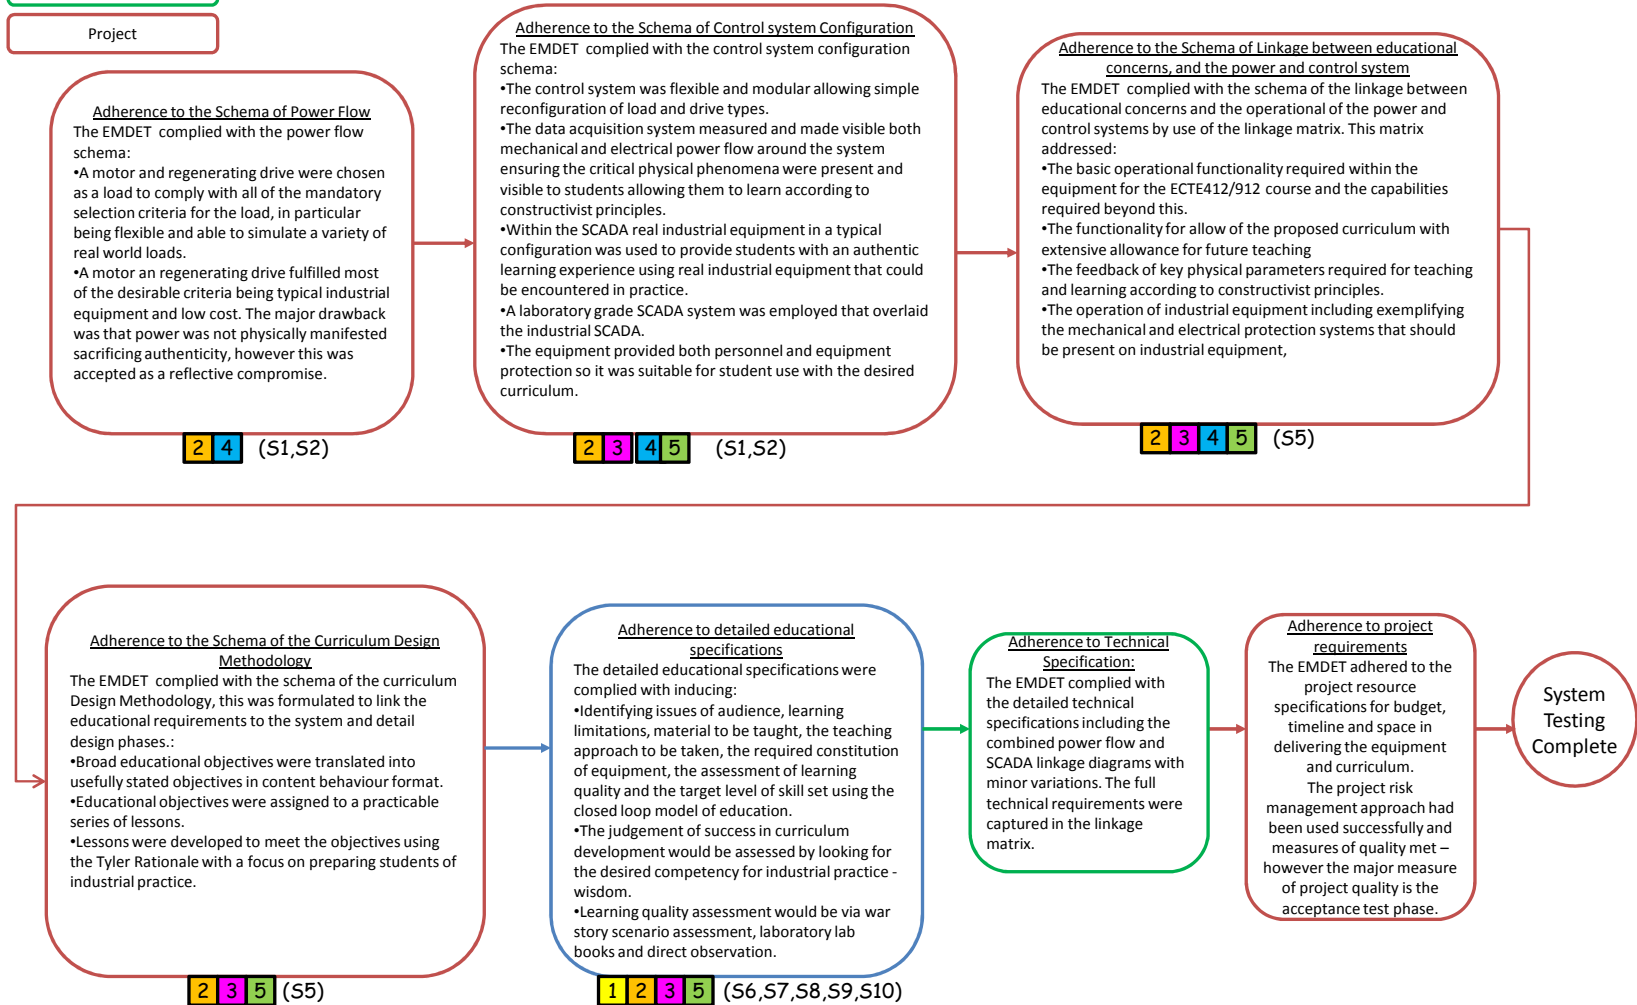 Project
Adherence to the Schema of Power Flow
The EMDET  complied with the power flow
schema:
•A motor and regenerating drive were chosen
as a load to comply with all of the mandatory
selection criteria for the load, in particular
being flexible and able to simulate a variety of
real world loads.
•A motor an regenerating drive fulfilled most
of the desirable criteria being typical industrial
equipment and low cost. The major drawback
was that power was not physically manifested
sacrificing authenticity, however this was
accepted as a reflective compromise.
2 4 (S1,S2)
Adherence to the Schema of Control system Configuration
The EMDET  complied with the control system configuration
schema:
•The control system was flexible and modular allowing simple
reconfiguration of load and drive types.
•The data acquisition system measured and made visible both
mechanical and electrical power flow around the system
ensuring the critical physical phenomena were present and
visible to students allowing them to learn according to
constructivist principles.
•Within the SCADA real industrial equipment in a typical
configuration was used to provide students with an authentic
learning experience using real industrial equipment that could
be encountered in practice.
•A laboratory grade SCADA system was employed that overlaid
the industrial SCADA.
•The equipment provided both personnel and equipment
protection so it was suitable for student use with the desired
curriculum.
2 3 4 5 (S1,S2)
Adherence to the Schema of Linkage between educational
concerns, and the power and control system
The EMDET  complied with the schema of the linkage between
educational concerns and the operational of the power and
control systems by use of the linkage matrix. This matrix
addressed:
•The basic operational functionality required within the
equipment for the ECTE412/912 course and the capabilities
required beyond this.
•The functionality for allow of the proposed curriculum with
extensive allowance for future teaching
•The feedback of key physical parameters required for teaching
and learning according to constructivist principles.
•The operation of industrial equipment including exemplifying
the mechanical and electrical protection systems that should
be present on industrial equipment,
2 3 4 5 (S5)
Adherence to the Schema of the Curriculum Design
Methodology
The EMDET  complied with the schema of the curriculum
Design Methodology, this was formulated to link the
educational requirements to the system and detail
design phases.:
•Broad educational objectives were translated into
usefully stated objectives in content behaviour format.
•Educational objectives were assigned to a practicable
series of lessons.
•Lessons were developed to meet the objectives using
the Tyler Rationale with a focus on preparing students of
industrial practice.
2 3 5 (S5)
Adherence to detailed educational
specifications
The detailed educational specifications were
complied with inducing:
•Identifying issues of audience, learning
limitations, material to be taught, the teaching
approach to be taken, the required constitution
of equipment, the assessment of learning
quality and the target level of skill set using the
closed loop model of education.
•The judgement of success in curriculum
development would be assessed by looking for
the desired competency for industrial practice -
wisdom.
•Learning quality assessment would be via war
story scenario assessment, laboratory lab
books and direct observation.
1 2 3 5 (S6,S7,S8,S9,S10)
Adherence to Technical
Specification:
The EMDET complied with
the detailed technical
specifications including the
combined power flow and
SCADA linkage diagrams with
minor variations. The full
technical requirements were
captured in the linkage
matrix.
Adherence to project
requirements
The EMDET adhered to the
project resource
specifications for budget,
timeline and space in
delivering the equipment
and curriculum.
The project risk
management approach had
been used successfully and
measures of quality met –
however the major measure
of project quality is the
acceptance test phase.
System
Testing
Complete